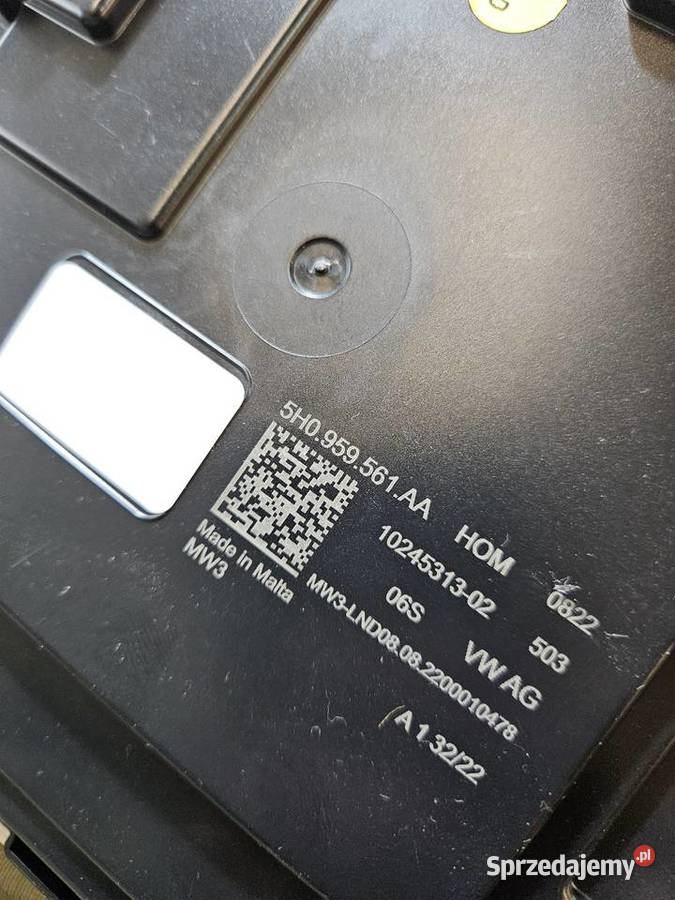 5H0.959.561.AA HOM 0822
10245313-02 503
06S VW AG
MW3-LND08.08.2200010478
Made in Malta
MW3
A 1 32/22
Sprzedajemy.pl